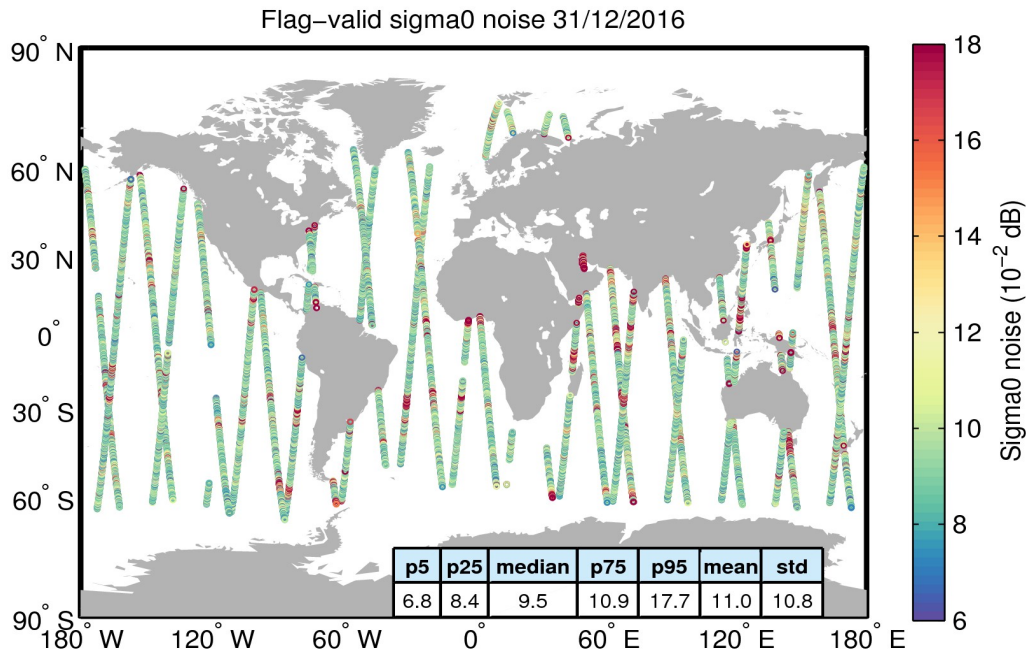 Flag−valid sigma0 noise 31/12/2016
90° N
60° N
30° N
0°
30° S
60° S
90° S
180° W
120° W
60° W
0°
60° E
120° E
180° E
p5 p25 median p75 p95 mean std
6.8 8.4 9.5 10.9 17.7 11.0 10.8
18
16
14
12
10
8
6
Sigma0 noise (10⁻² dB)